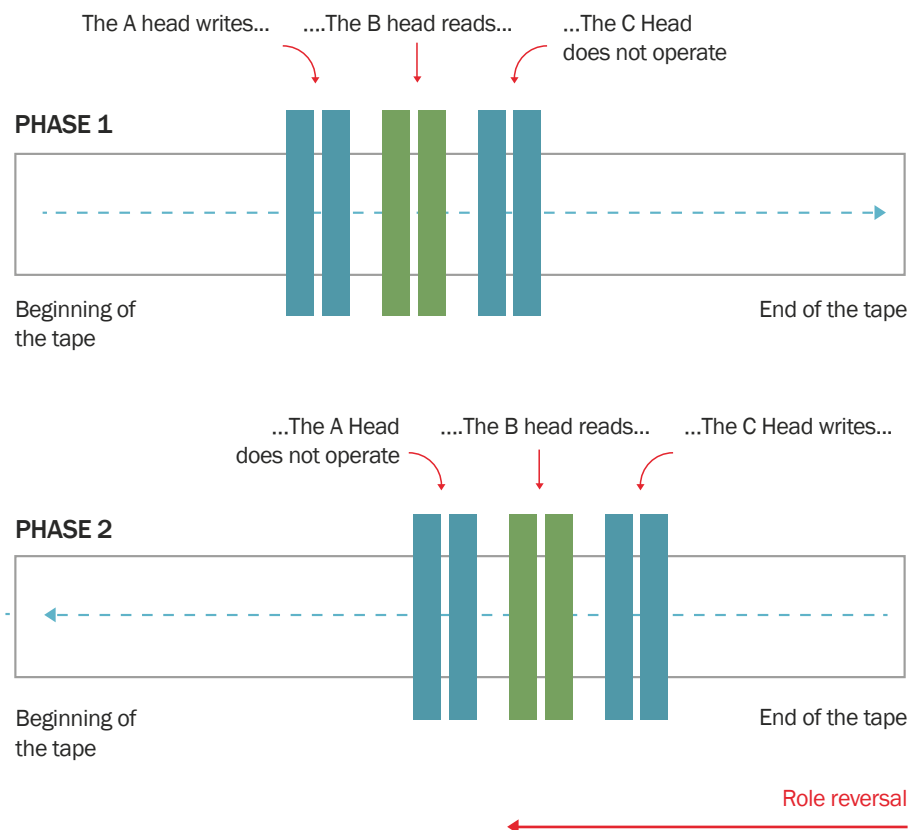 The A head writes...
....The B head reads...
...The C Head
does not operate
PHASE 1
Beginning of
the tape
End of the tape
...The A Head
does not operate
....The B head reads...
...The C Head writes...
PHASE 2
Beginning of
the tape
End of the tape
Role reversal